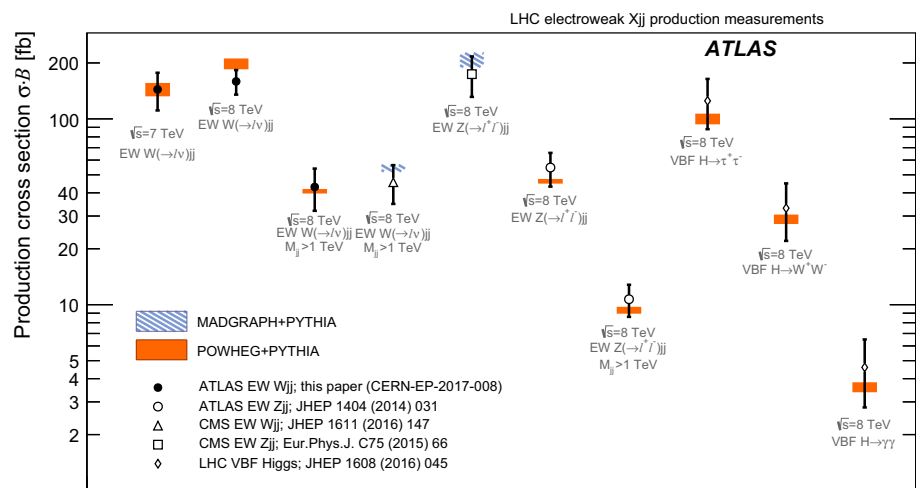 LHC electroweak Xjj production measurements
ATLAS
Production cross section σ·B [fb]
200
100
40
30
20
10
4
3
2
√s=7 TeV
EW W(→lν)jj
√s=8 TeV
EW W(→lν)jj
√s=8 TeV
EW W(→lν)jj
M_jj>1 TeV
√s=8 TeV
EW W(→lν)jj
M_jj>1 TeV
√s=8 TeV
EW Z(→l⁺l⁻)jj
√s=8 TeV
EW Z(→l⁺l⁻)jj
√s=8 TeV
EW Z(→l⁺l⁻)jj
M_jj>1 TeV
√s=8 TeV
VBF H→τ⁺τ⁻
√s=8 TeV
VBF H→W⁺W⁻
√s=8 TeV
VBF H→γγ
MADGRAPH+PYTHIA
POWHEG+PYTHIA
ATLAS EW Wjj; this paper (CERN-EP-2017-008)
ATLAS EW Zjj; JHEP 1404 (2014) 031
CMS EW Wjj; JHEP 1611 (2016) 147
CMS EW Zjj; Eur.Phys.J. C75 (2015) 66
LHC VBF Higgs; JHEP 1608 (2016) 045